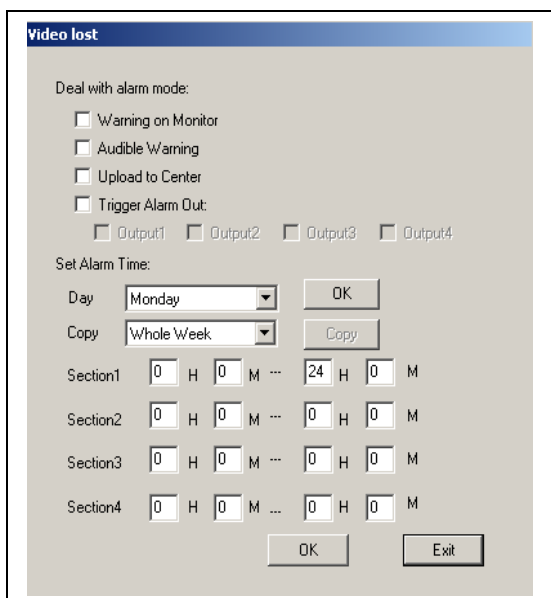 Video lost
Deal with alarm mode:
Warning on Monitor
Audible Warning
Upload to Center
Trigger Alarm Out:
Output1 Output2 Output3 Output4
Set Alarm Time:
Day Monday OK
Copy Whole Week Copy
Section1 0 H 0 M --- 24 H 0 M
Section2 0 H 0 M --- 0 H 0 M
Section3 0 H 0 M --- 0 H 0 M
Section4 0 H 0 M ... 0 H 0 M
OK Exit